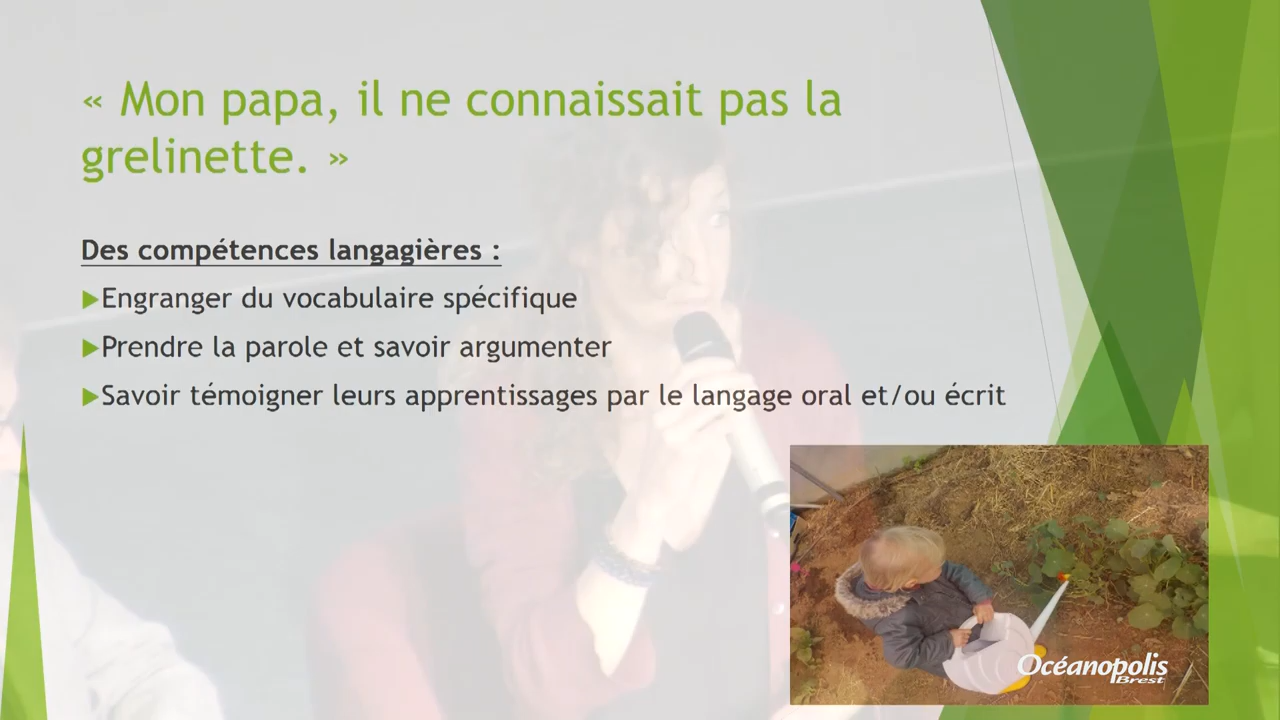 « Mon papa, il ne connaissait pas la
grelinette. »
Des compétences langagières :
Engranger du vocabulaire spécifique
Prendre la parole et savoir argumenter
Savoir témoigner leurs apprentissages par le langage oral et/ou écrit
Océanopolis
Brest